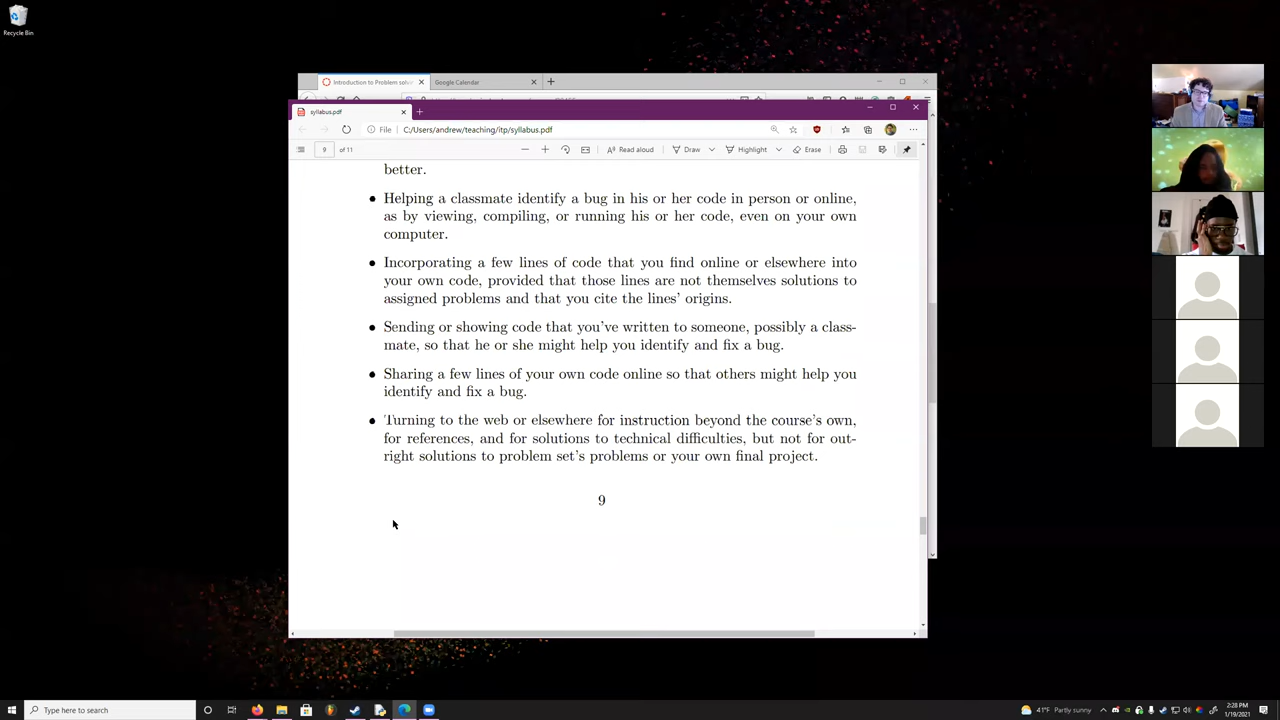 Recycle Bin
Introduction to Problem solv
Google Calendar
syllabus.pdf
File
C:/Users/andrew/teaching/itp/syllabus.pdf
9
of 11
Read aloud
Draw
Highlight
Erase
better.
• Helping a classmate identify a bug in his or her code in person or online,
as by viewing, compiling, or running his or her code, even on your own
computer.
• Incorporating a few lines of code that you find online or elsewhere into
your own code, provided that those lines are not themselves solutions to
assigned problems and that you cite the lines' origins.
• Sending or showing code that you've written to someone, possibly a class-
mate, so that he or she might help you identify and fix a bug.
• Sharing a few lines of your own code online so that others might help you
identify and fix a bug.
• Turning to the web or elsewhere for instruction beyond the course's own,
for references, and for solutions to technical difficulties, but not for out-
right solutions to problem set's problems or your own final project.
9
Type here to search
41°F Partly sunny
2:28 PM
1/19/2021